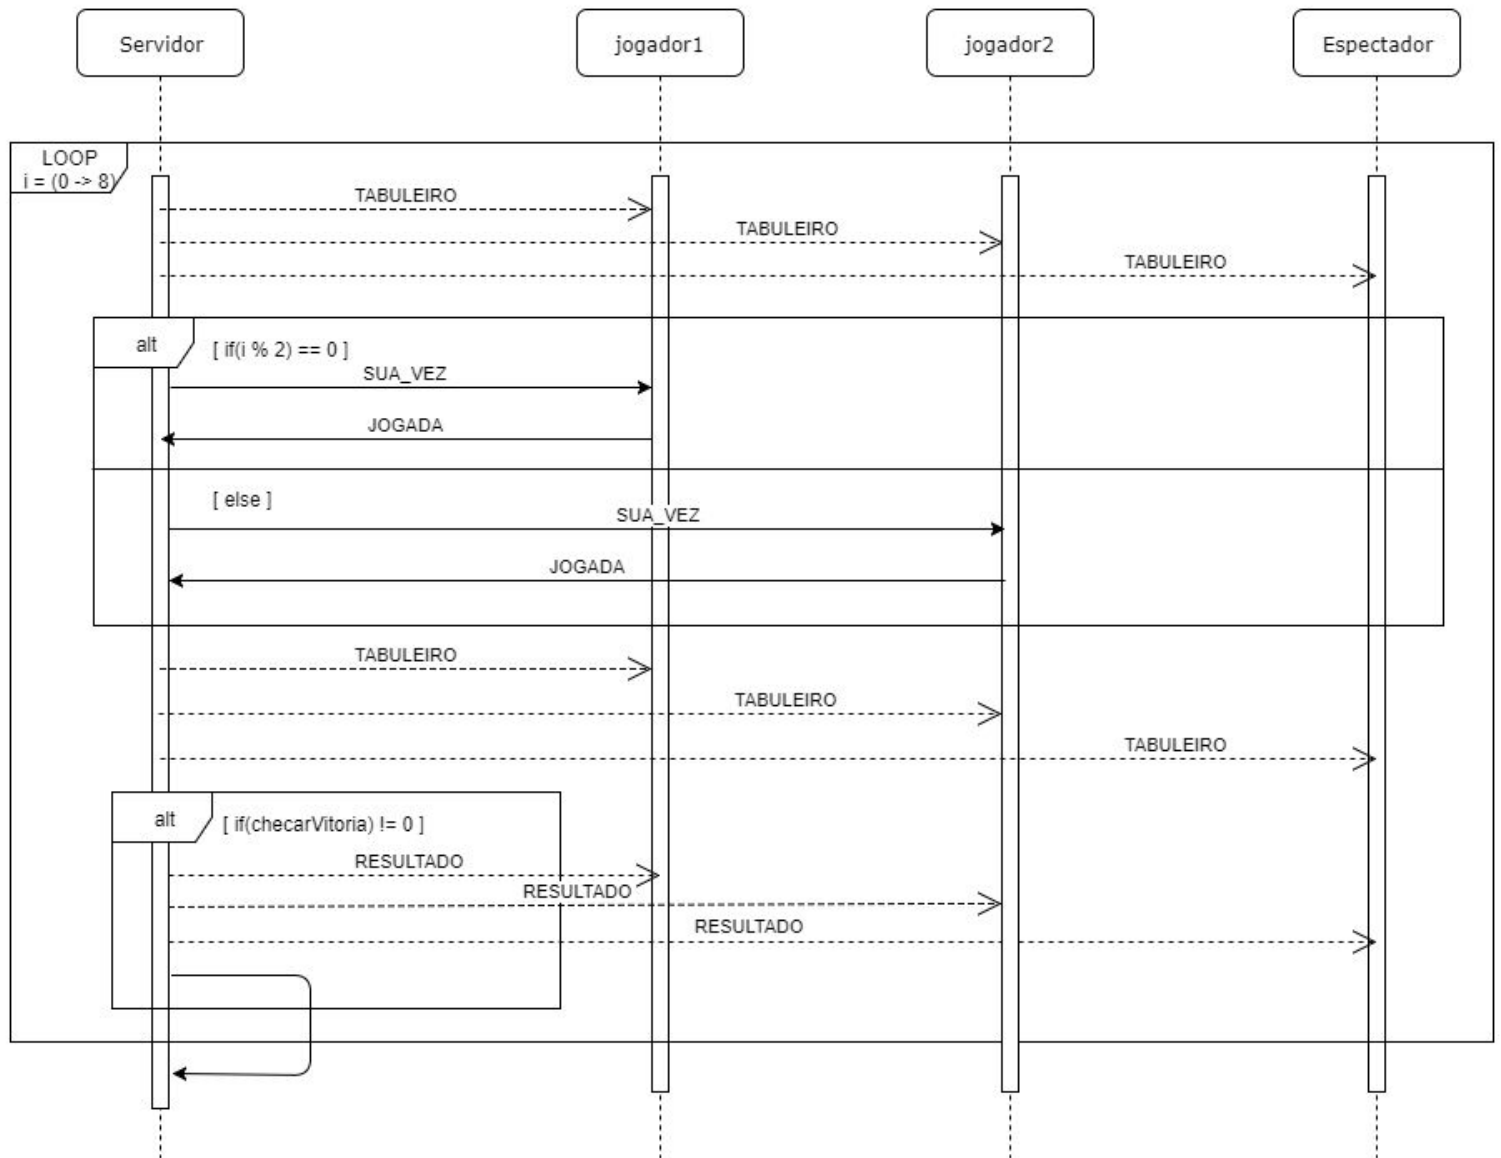 Servidor
jogador1
jogador2
Espectador
LOOP
i = (0 -> 8)
TABULEIRO
TABULEIRO
TABULEIRO
alt
[ if(i % 2) == 0 ]
SUA_VEZ
JOGADA
[ else ]
SUA_VEZ
JOGADA
TABULEIRO
TABULEIRO
TABULEIRO
alt
[ if(checarVitoria) != 0 ]
RESULTADO
RESULTADO
RESULTADO